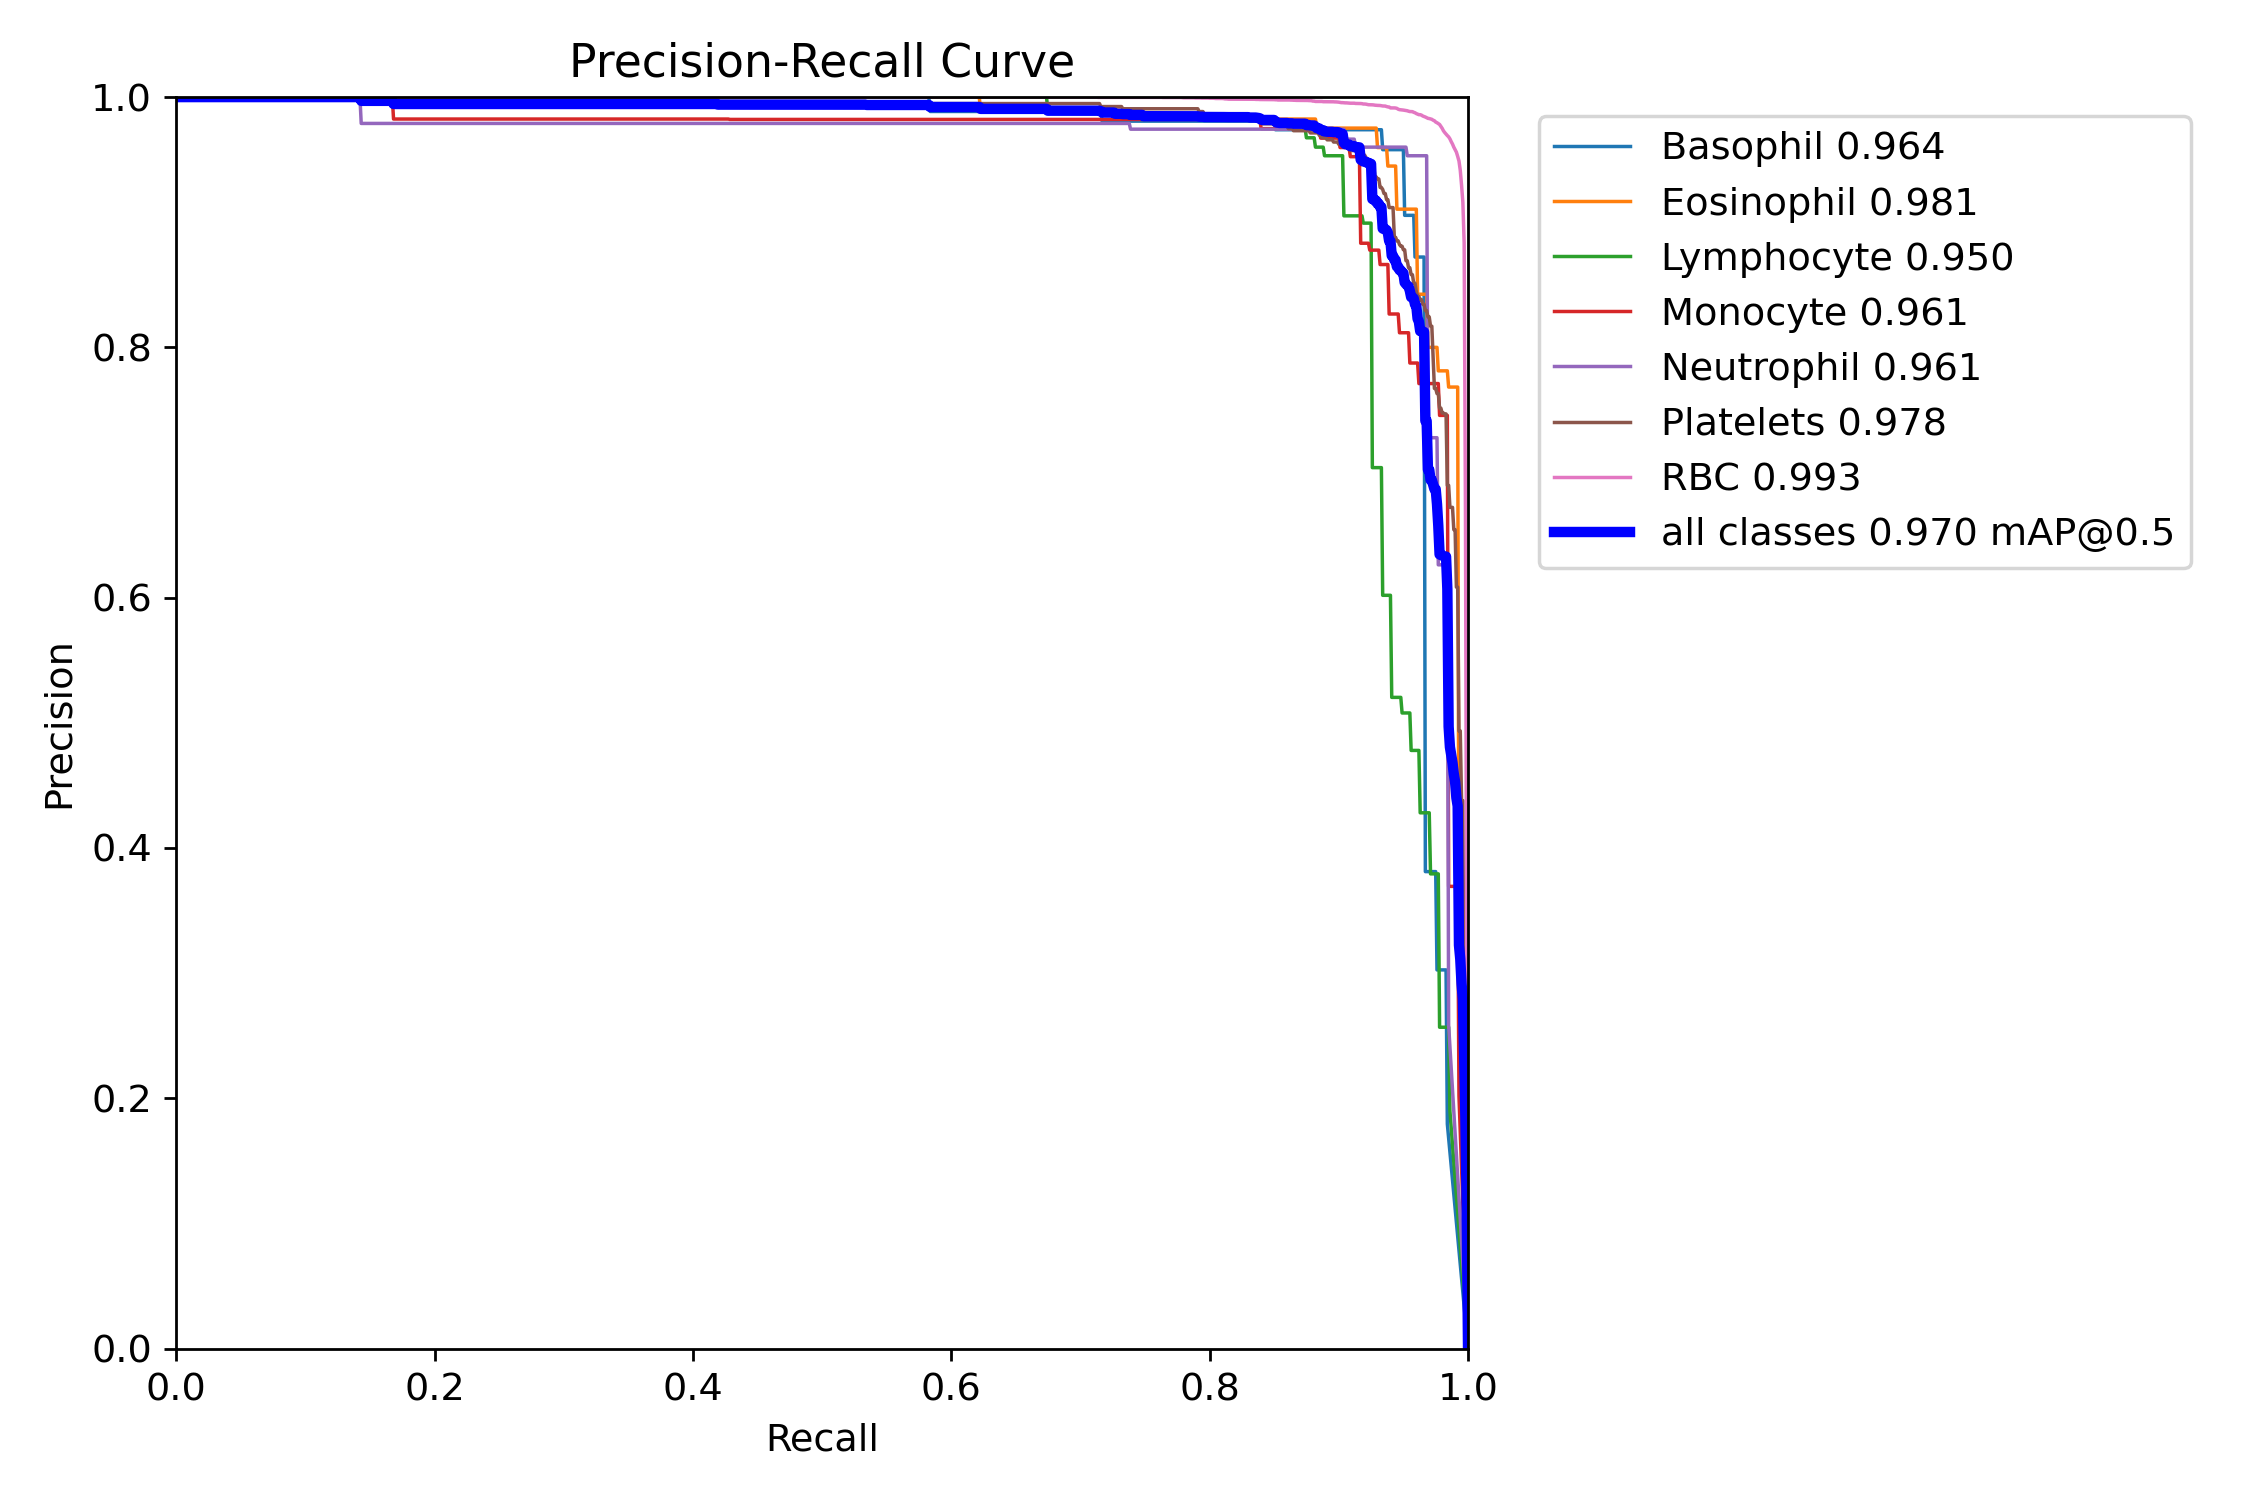 Precision-Recall Curve
1.0
0.8
0.6
0.4
0.2
0.0
Precision
0.0 0.2 0.4 0.6 0.8 1.0
Recall
Basophil 0.964
Eosinophil 0.981
Lymphocyte 0.950
Monocyte 0.961
Neutrophil 0.961
Platelets 0.978
RBC 0.993
all classes 0.970 mAP@0.5